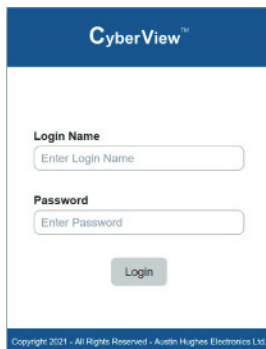 CyberView™
Login Name
Enter Login Name
Password
Enter Password
Login
Copyright 2021 - All Rights Reserved - Austin Hughes Electronics Ltd.